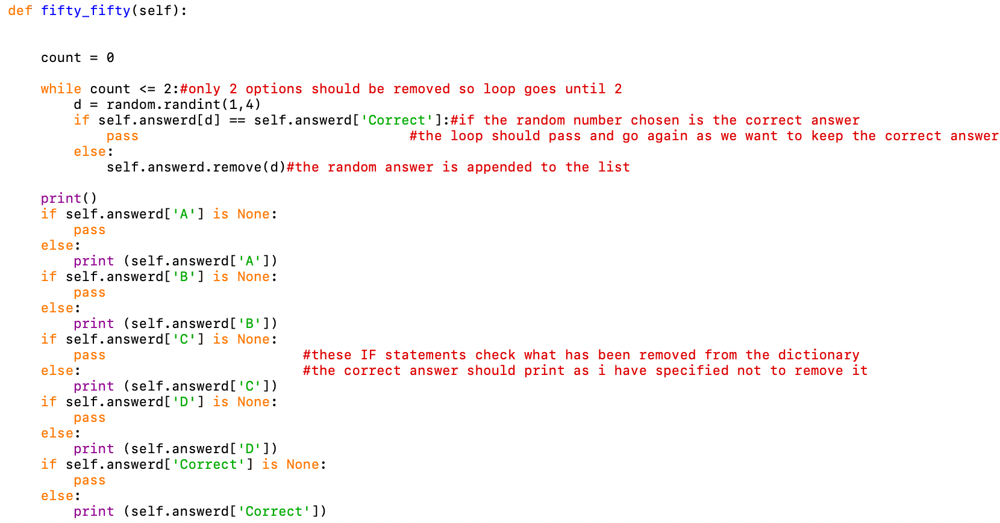 def fifty_fifty(self):
    count = 0
    while count <= 2:#only 2 options should be removed so loop goes until 2
        d = random.randint(1,4)
        if self.answerd[d] == self.answerd['Correct']:#if the random number chosen is the correct answer
            pass                                 #the loop should pass and go again as we want to keep the correct answer
        else:
            self.answerd.remove(d)#the random answer is appended to the list
    print()
    if self.answerd['A'] is None:
        pass
    else:
        print (self.answerd['A'])
    if self.answerd['B'] is None:
        pass
    else:
        print (self.answerd['B'])
    if self.answerd['C'] is None:
        pass                        #these IF statements check what has been removed from the dictionary
    else:                           #the correct answer should print as i have specified not to remove it
        print (self.answerd['C'])
    if self.answerd['D'] is None:
        pass
    else:
        print (self.answerd['D'])
    if self.answerd['Correct'] is None:
        pass
    else:
        print (self.answerd['Correct'])